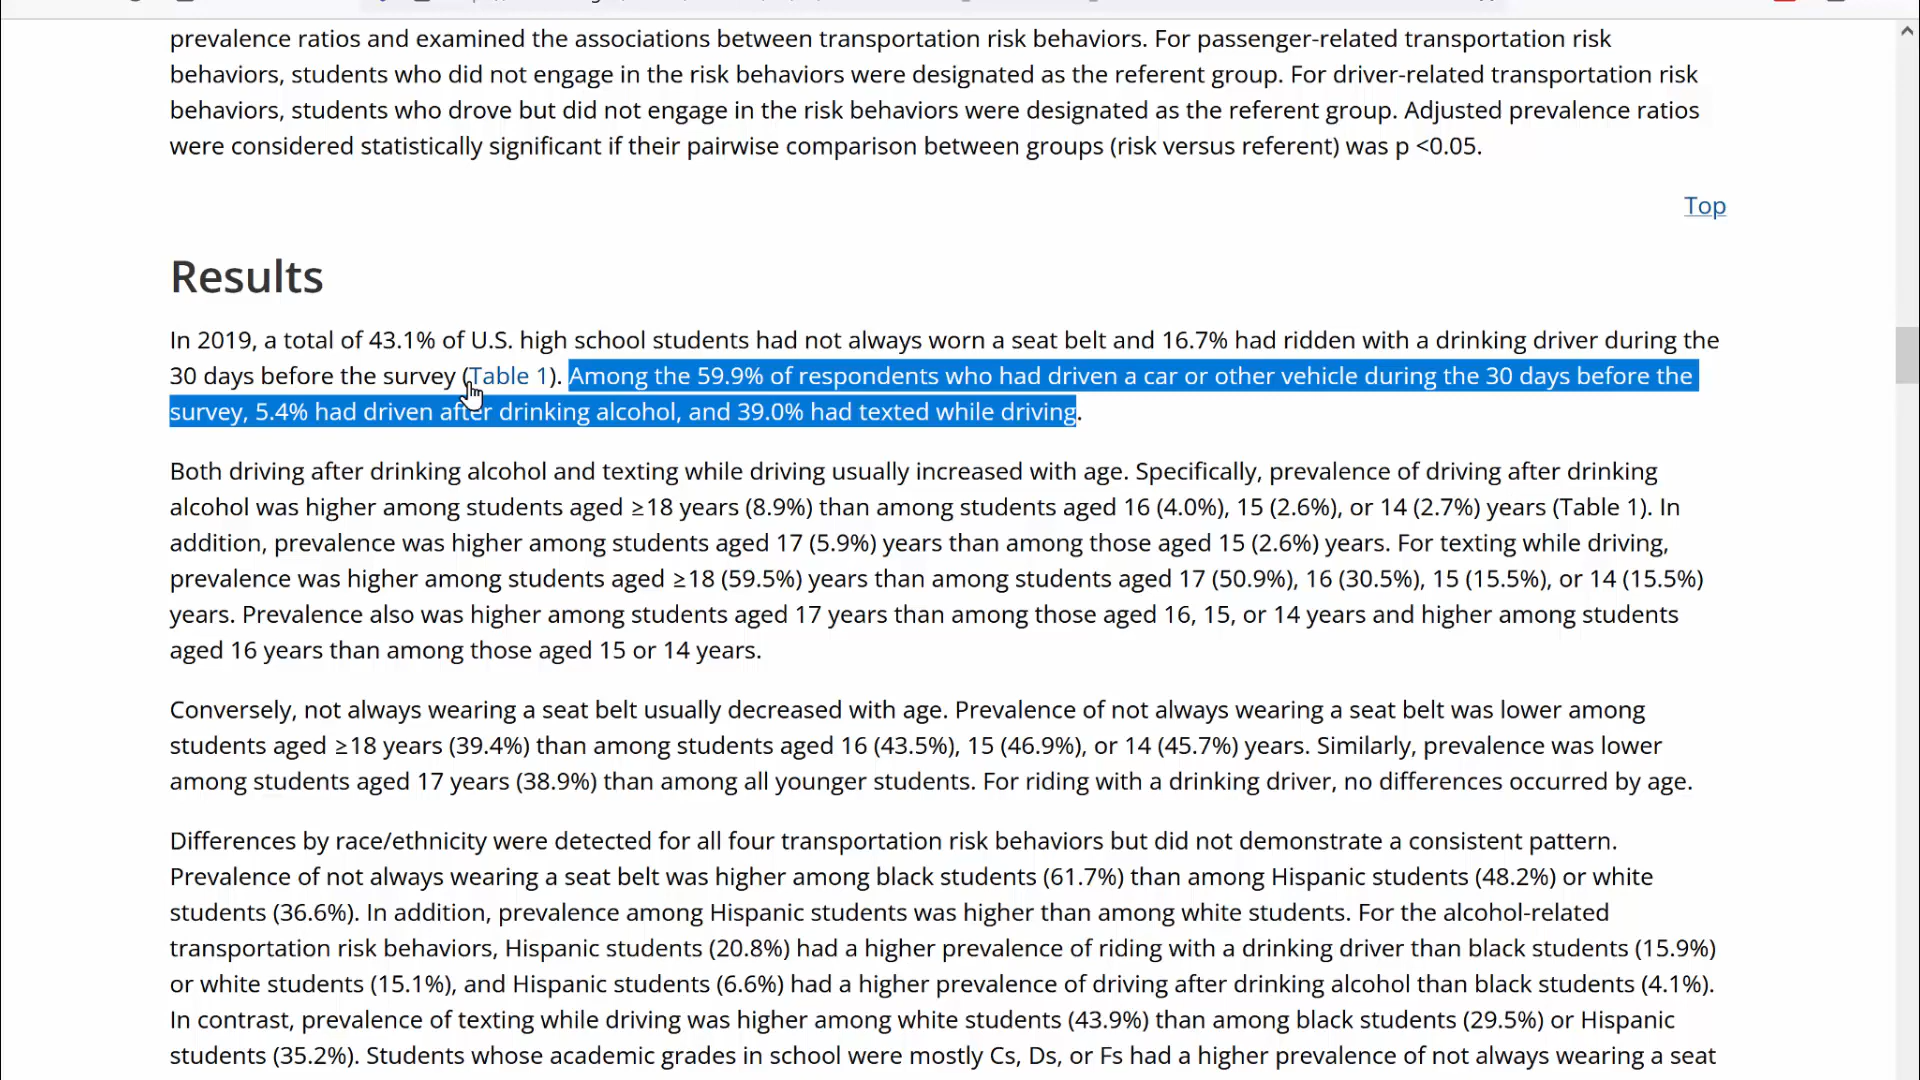 prevalence ratios and examined the associations between transportation risk behaviors. For passenger-related transportation risk
behaviors, students who did not engage in the risk behaviors were designated as the referent group. For driver-related transportation risk
behaviors, students who drove but did not engage in the risk behaviors were designated as the referent group. Adjusted prevalence ratios
were considered statistically significant if their pairwise comparison between groups (risk versus referent) was p <0.05.
Top
Results
In 2019, a total of 43.1% of U.S. high school students had not always worn a seat belt and 16.7% had ridden with a drinking driver during the
30 days before the survey (Table 1). Among the 59.9% of respondents who had driven a car or other vehicle during the 30 days before the
survey, 5.4% had driven after drinking alcohol, and 39.0% had texted while driving.
Both driving after drinking alcohol and texting while driving usually increased with age. Specifically, prevalence of driving after drinking
alcohol was higher among students aged ≥18 years (8.9%) than among students aged 16 (4.0%), 15 (2.6%), or 14 (2.7%) years (Table 1). In
addition, prevalence was higher among students aged 17 (5.9%) years than among those aged 15 (2.6%) years. For texting while driving,
prevalence was higher among students aged ≥18 (59.5%) years than among students aged 17 (50.9%), 16 (30.5%), 15 (15.5%), or 14 (15.5%)
years. Prevalence also was higher among students aged 17 years than among those aged 16, 15, or 14 years and higher among students
aged 16 years than among those aged 15 or 14 years.
Conversely, not always wearing a seat belt usually decreased with age. Prevalence of not always wearing a seat belt was lower among
students aged ≥18 years (39.4%) than among students aged 16 (43.5%), 15 (46.9%), or 14 (45.7%) years. Similarly, prevalence was lower
among students aged 17 years (38.9%) than among all younger students. For riding with a drinking driver, no differences occurred by age.
Differences by race/ethnicity were detected for all four transportation risk behaviors but did not demonstrate a consistent pattern.
Prevalence of not always wearing a seat belt was higher among black students (61.7%) than among Hispanic students (48.2%) or white
students (36.6%). In addition, prevalence among Hispanic students was higher than among white students. For the alcohol-related
transportation risk behaviors, Hispanic students (20.8%) had a higher prevalence of riding with a drinking driver than black students (15.9%)
or white students (15.1%), and Hispanic students (6.6%) had a higher prevalence of driving after drinking alcohol than black students (4.1%).
In contrast, prevalence of texting while driving was higher among white students (43.9%) than among black students (29.5%) or Hispanic
students (35.2%). Students whose academic grades in school were mostly Cs, Ds, or Fs had a higher prevalence of not always wearing a seat